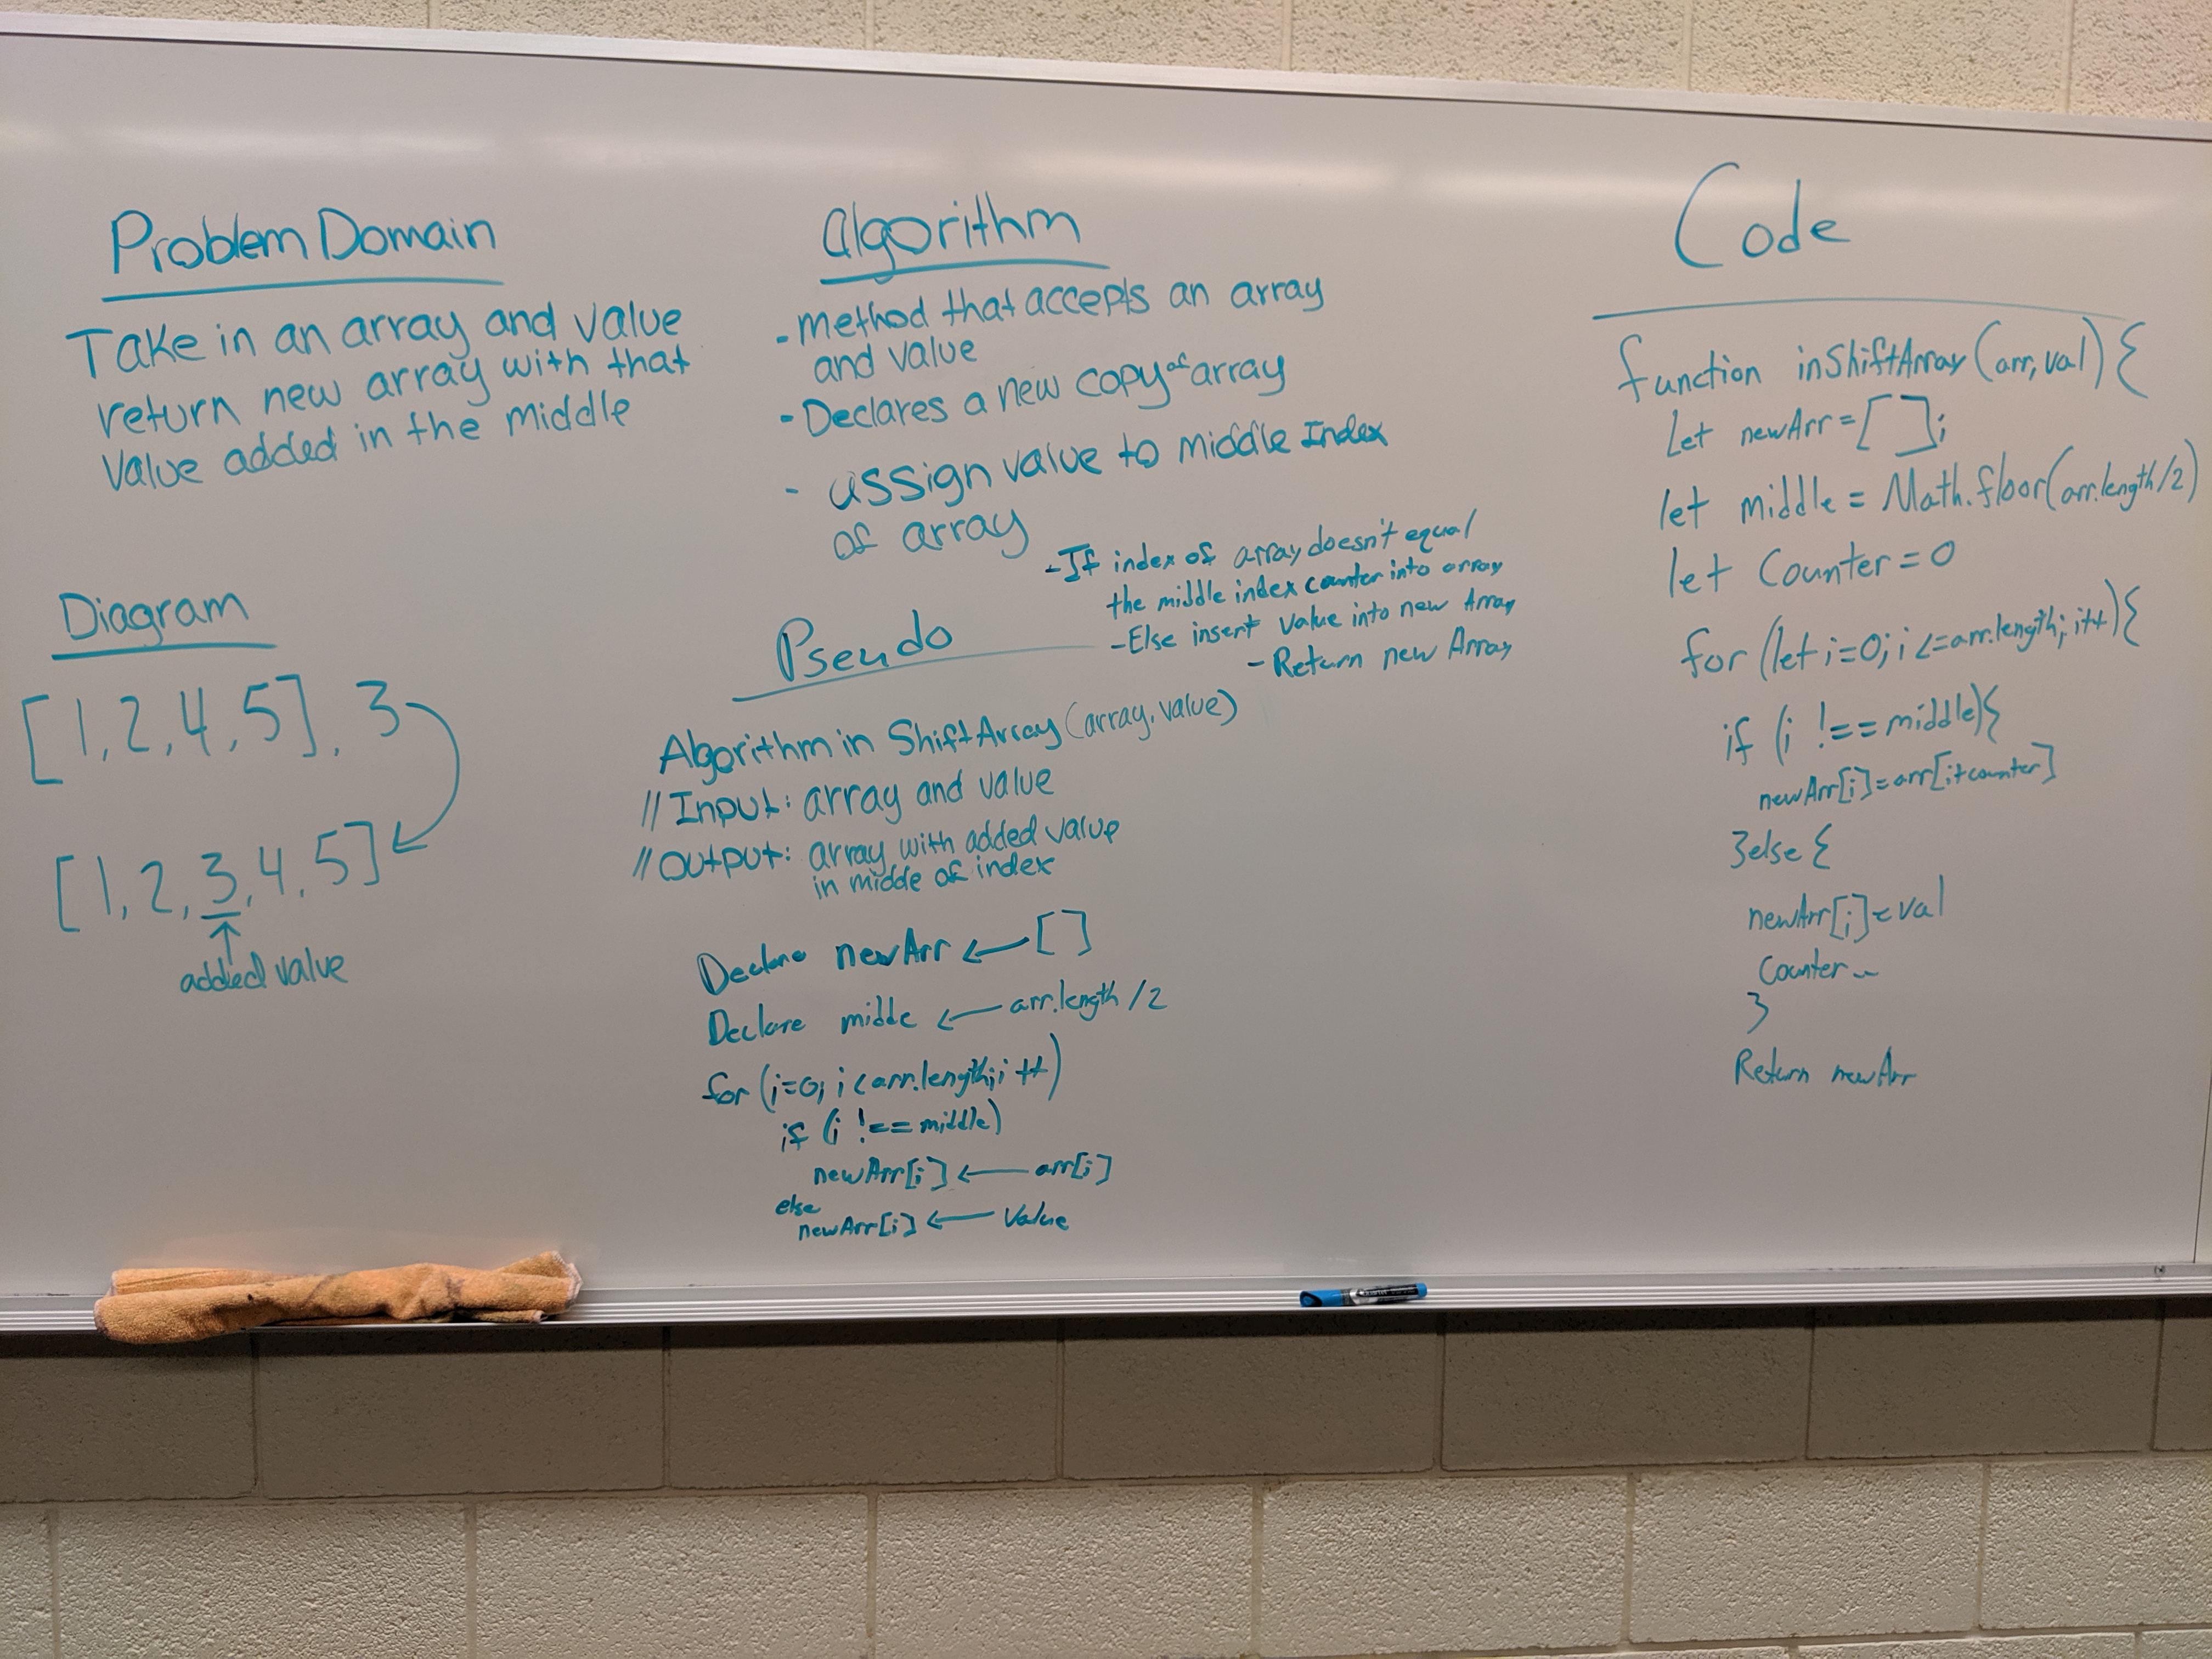 Problem Domain
Take in an array and value
return new array with that
Value added in the middle
Diagram
[1,2,4,5], 3
[1,2,3,4,5]
added value
Algorithm
- method that accepts an array
and value
- Declares a new copy of array
- assign value to middle Index
of array
- If index of array doesn't equal
the middle index counter into array
- Else insert value into new Array
- Return new Array
Pseudo
Algorithm in ShiftArray (array, value)
// Input: array and value
// Output: array with added value
in midde of index
Declare newArr ← []
Declare midde ← arr.length /2
for (i=0; i < arr.length; i++)
if (i !== middle)
newArr[i] ← arr[i]
else
newArr[i] ← Value
Code
function inShiftArray (arr, val) {
Let newArr = [ ];
let middle = Math.floor(arr.length/2)
let Counter = 0
for (let i=0; i <= arr.length; i++) {
if (i !== middle) {
newArr[i] = arr[i+counter]
} else {
newArr[i] = val
Counter--
}
Return newArr